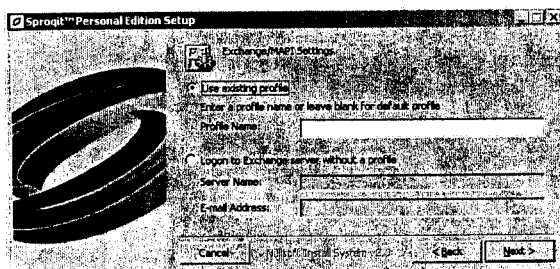 Sproqit™ Personal Edition Setup
Exchange/MAPI Settings
Use existing profile
Enter a profile name or leave blank for default profile
Profile Name:
Logon to Exchange server without a profile
Server Name:
E-mail Address:
Cancel
Nullsoft Install System
< Back
Next >